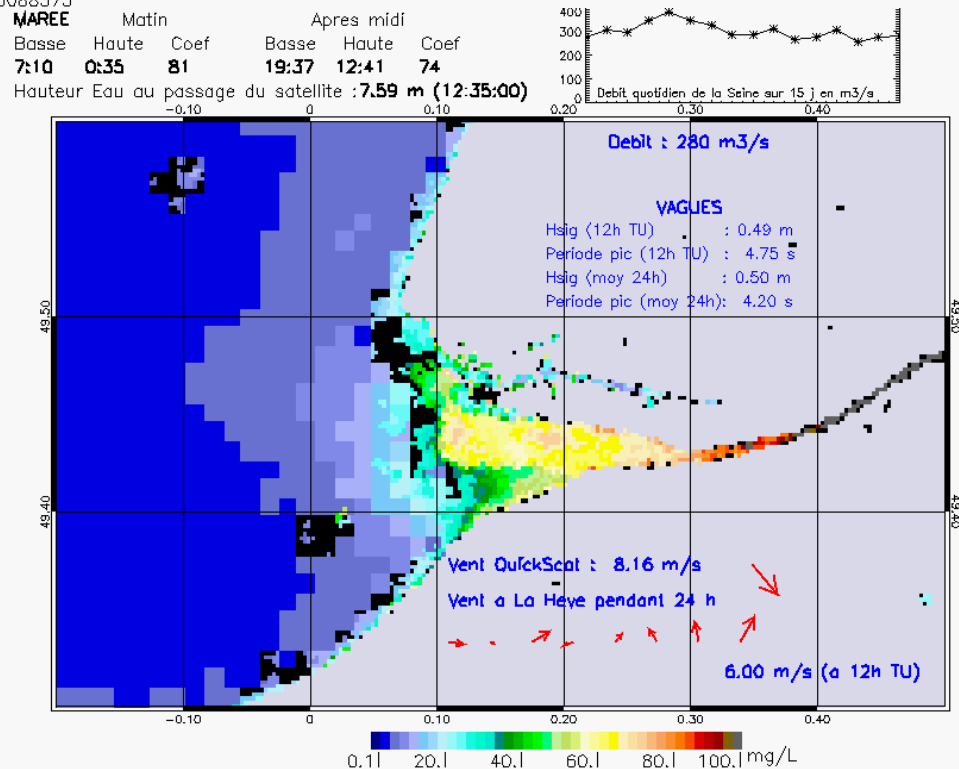 MAREE Matin Apres midi
Basse Haute Coef Basse Haute Coef
7:10 0:35 81 19:37 12:41 74
Hauteur Eau au passage du satellite :7.59 m (12:35:00)
400
300
200
100
0
Debit quotidien de la Seine sur 15 j en m3/s
-0.10 0 0.10 0.20 0.30 0.40
Debit : 280 m3/s
VAGUES
Hsig (12h TU) : 0.49 m
Periode pic (12h TU) : 4.75 s
Hsig (moy 24h) : 0.50 m
Periode pic (moy 24h): 4.20 s
49.50 49.50
49.40 49.40
Vent QuickScat : 8.16 m/s
Vent a La Heve pendant 24 h
6.00 m/s (a 12h TU)
-0.10 0 0.10 0.20 0.30 0.40
0.1| 20.| 40.| 60.| 80.| 100.| mg/L